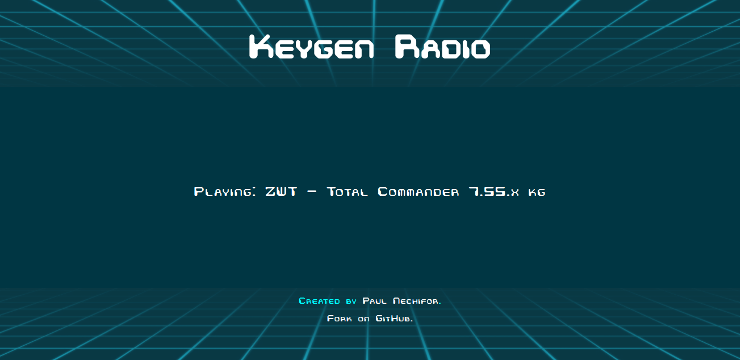 Keygen Radio
Playing: ZWT - Total Commander 7.55.x kg
Created by Paul Nechifor.
Fork on GitHub.